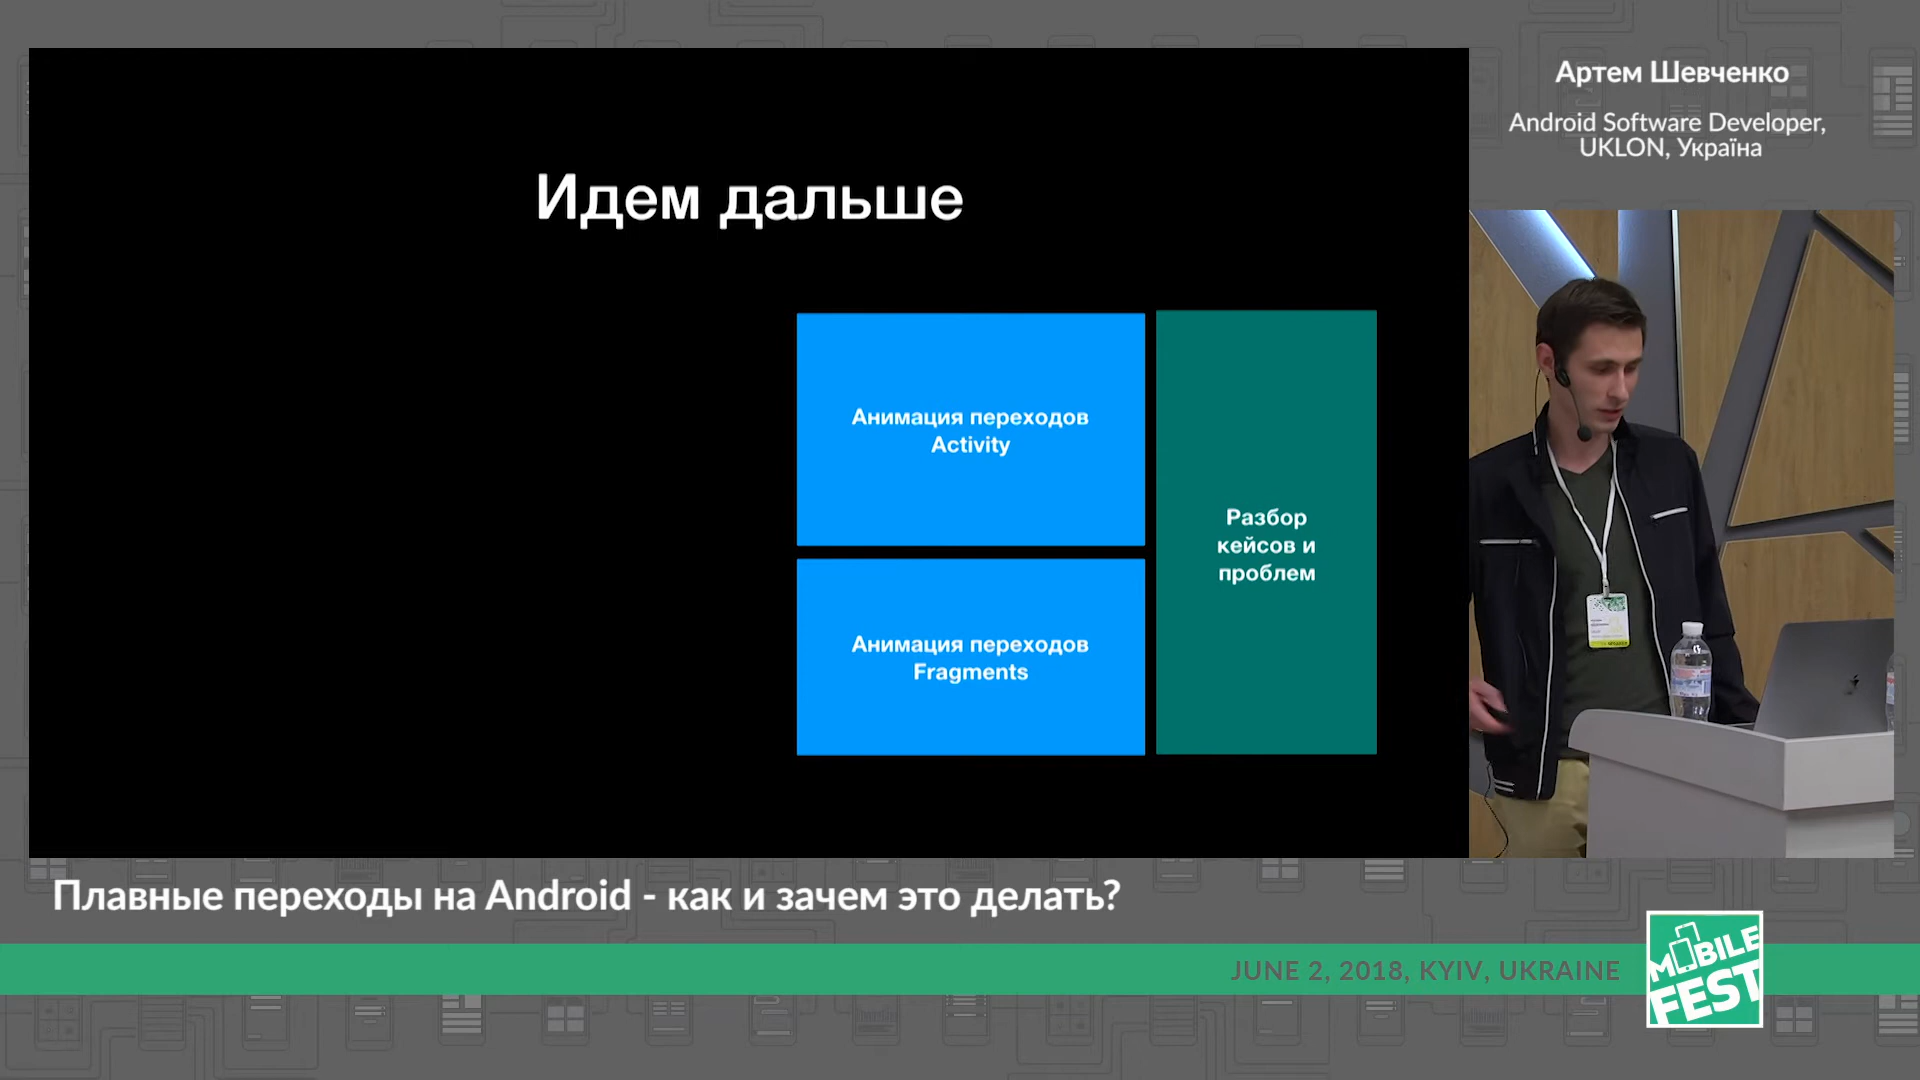 Артем Шевченко
Android Software Developer,
UKLON, Україна
Идем дальше
Анимация переходов
Activity
Разбор
кейсов и
проблем
Анимация переходов
Fragments
Плавные переходы на Android - как и зачем это делать?
JUNE 2, 2018, KYIV, UKRAINE
MOBILE
FEST